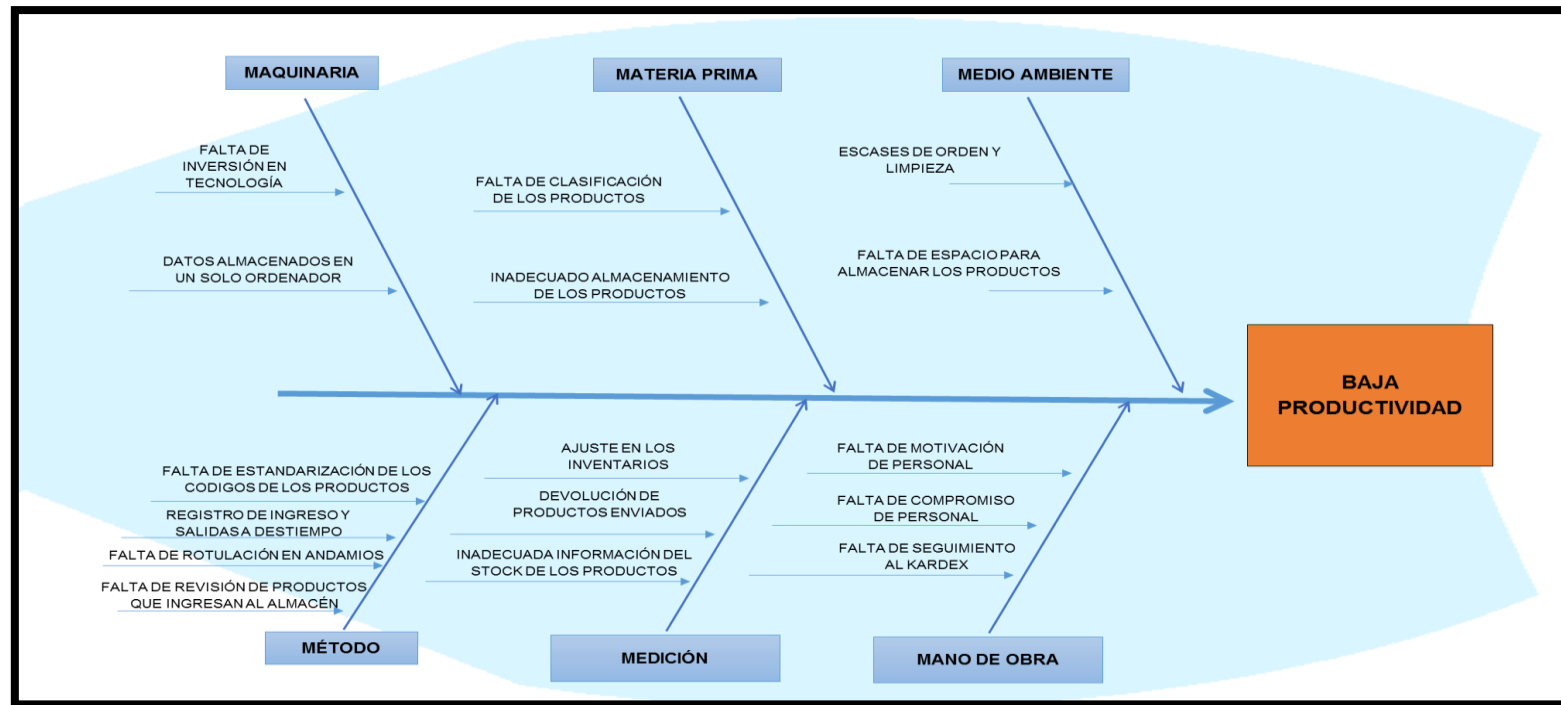 MAQUINARIA
MATERIA PRIMA
MEDIO AMBIENTE
FALTA DE
INVERSIÓN EN
TECNOLOGÍA
DATOS ALMACENADOS EN
UN SOLO ORDENADOR
FALTA DE CLASIFICACIÓN
DE LOS PRODUCTOS
INADECUADO ALMACENAMIENTO
DE LOS PRODUCTOS
ESCASES DE ORDEN Y
LIMPIEZA
FALTA DE ESPACIO PARA
ALMACENAR LOS PRODUCTOS
BAJA
PRODUCTIVIDAD
FALTA DE ESTANDARIZACIÓN DE LOS
CODIGOS DE LOS PRODUCTOS
REGISTRO DE INGRESO Y
SALIDAS A DESTIEMPO
FALTA DE ROTULACIÓN EN ANDAMIOS
FALTA DE REVISIÓN DE PRODUCTOS
QUE INGRESAN AL ALMACÉN
AJUSTE EN LOS
INVENTARIOS
DEVOLUCIÓN DE
PRODUCTOS ENVIADOS
INADECUADA INFORMACIÓN DEL
STOCK DE LOS PRODUCTOS
FALTA DE MOTIVACIÓN
DE PERSONAL
FALTA DE COMPROMISO
DE PERSONAL
FALTA DE SEGUIMIENTO
AL KARDEX
MÉTODO
MEDICIÓN
MANO DE OBRA